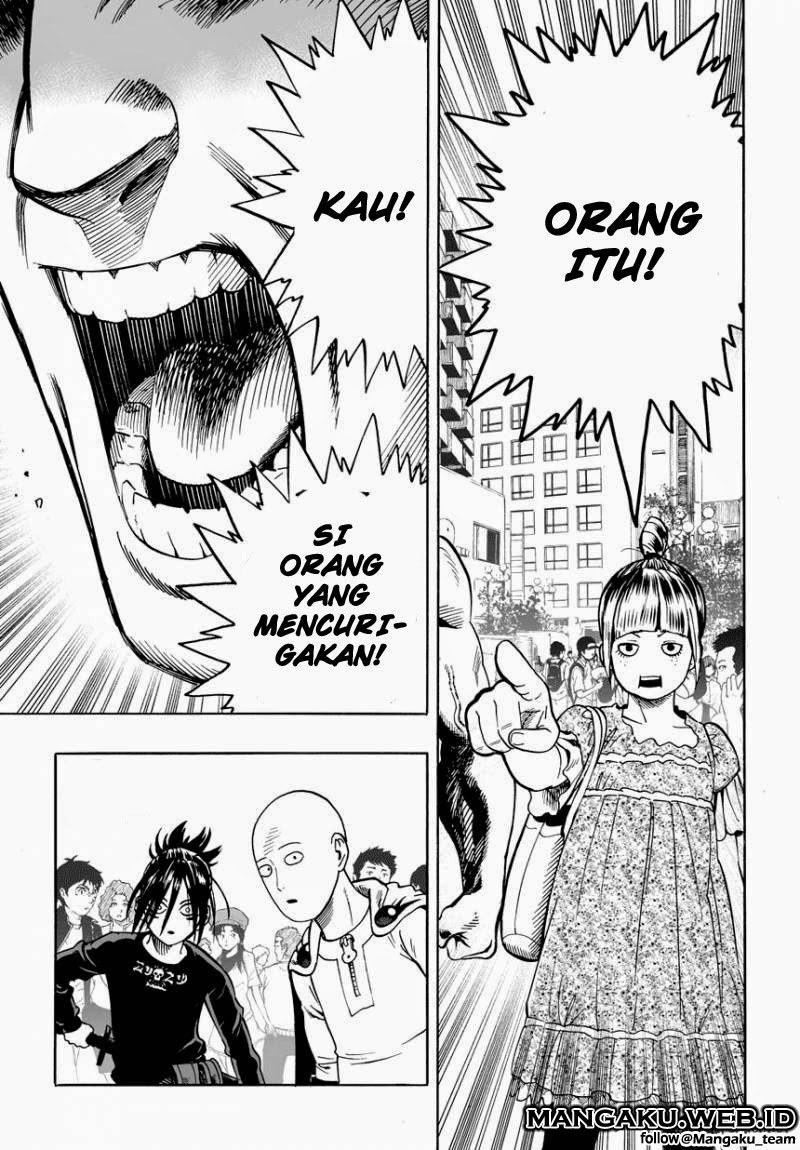 ORANG
ITU!
KAU!
SI
ORANG
YANG
MENCURI-
GAKAN!
MANGAKU.WEB.ID
follow @Mangaku_team